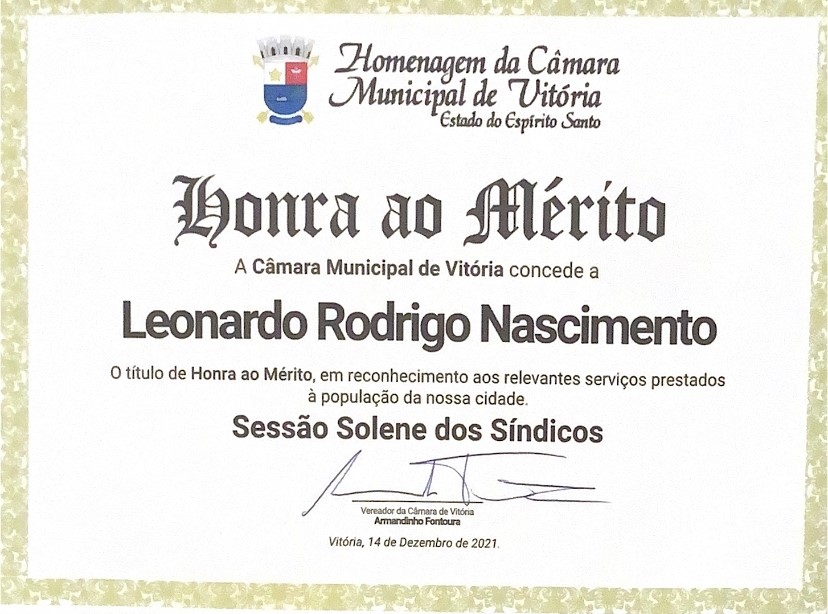 Homenagem da Câmara
Municipal de Vitória
Estado do Espírito Santo
Honra ao Mérito
A Câmara Municipal de Vitória concede a
Leonardo Rodrigo Nascimento
O título de Honra ao Mérito, em reconhecimento aos relevantes serviços prestados
à população da nossa cidade.
Sessão Solene dos Síndicos
Vereador da Câmara de Vitória
Armandinho Fontoura
Vitória, 14 de Dezembro de 2021.